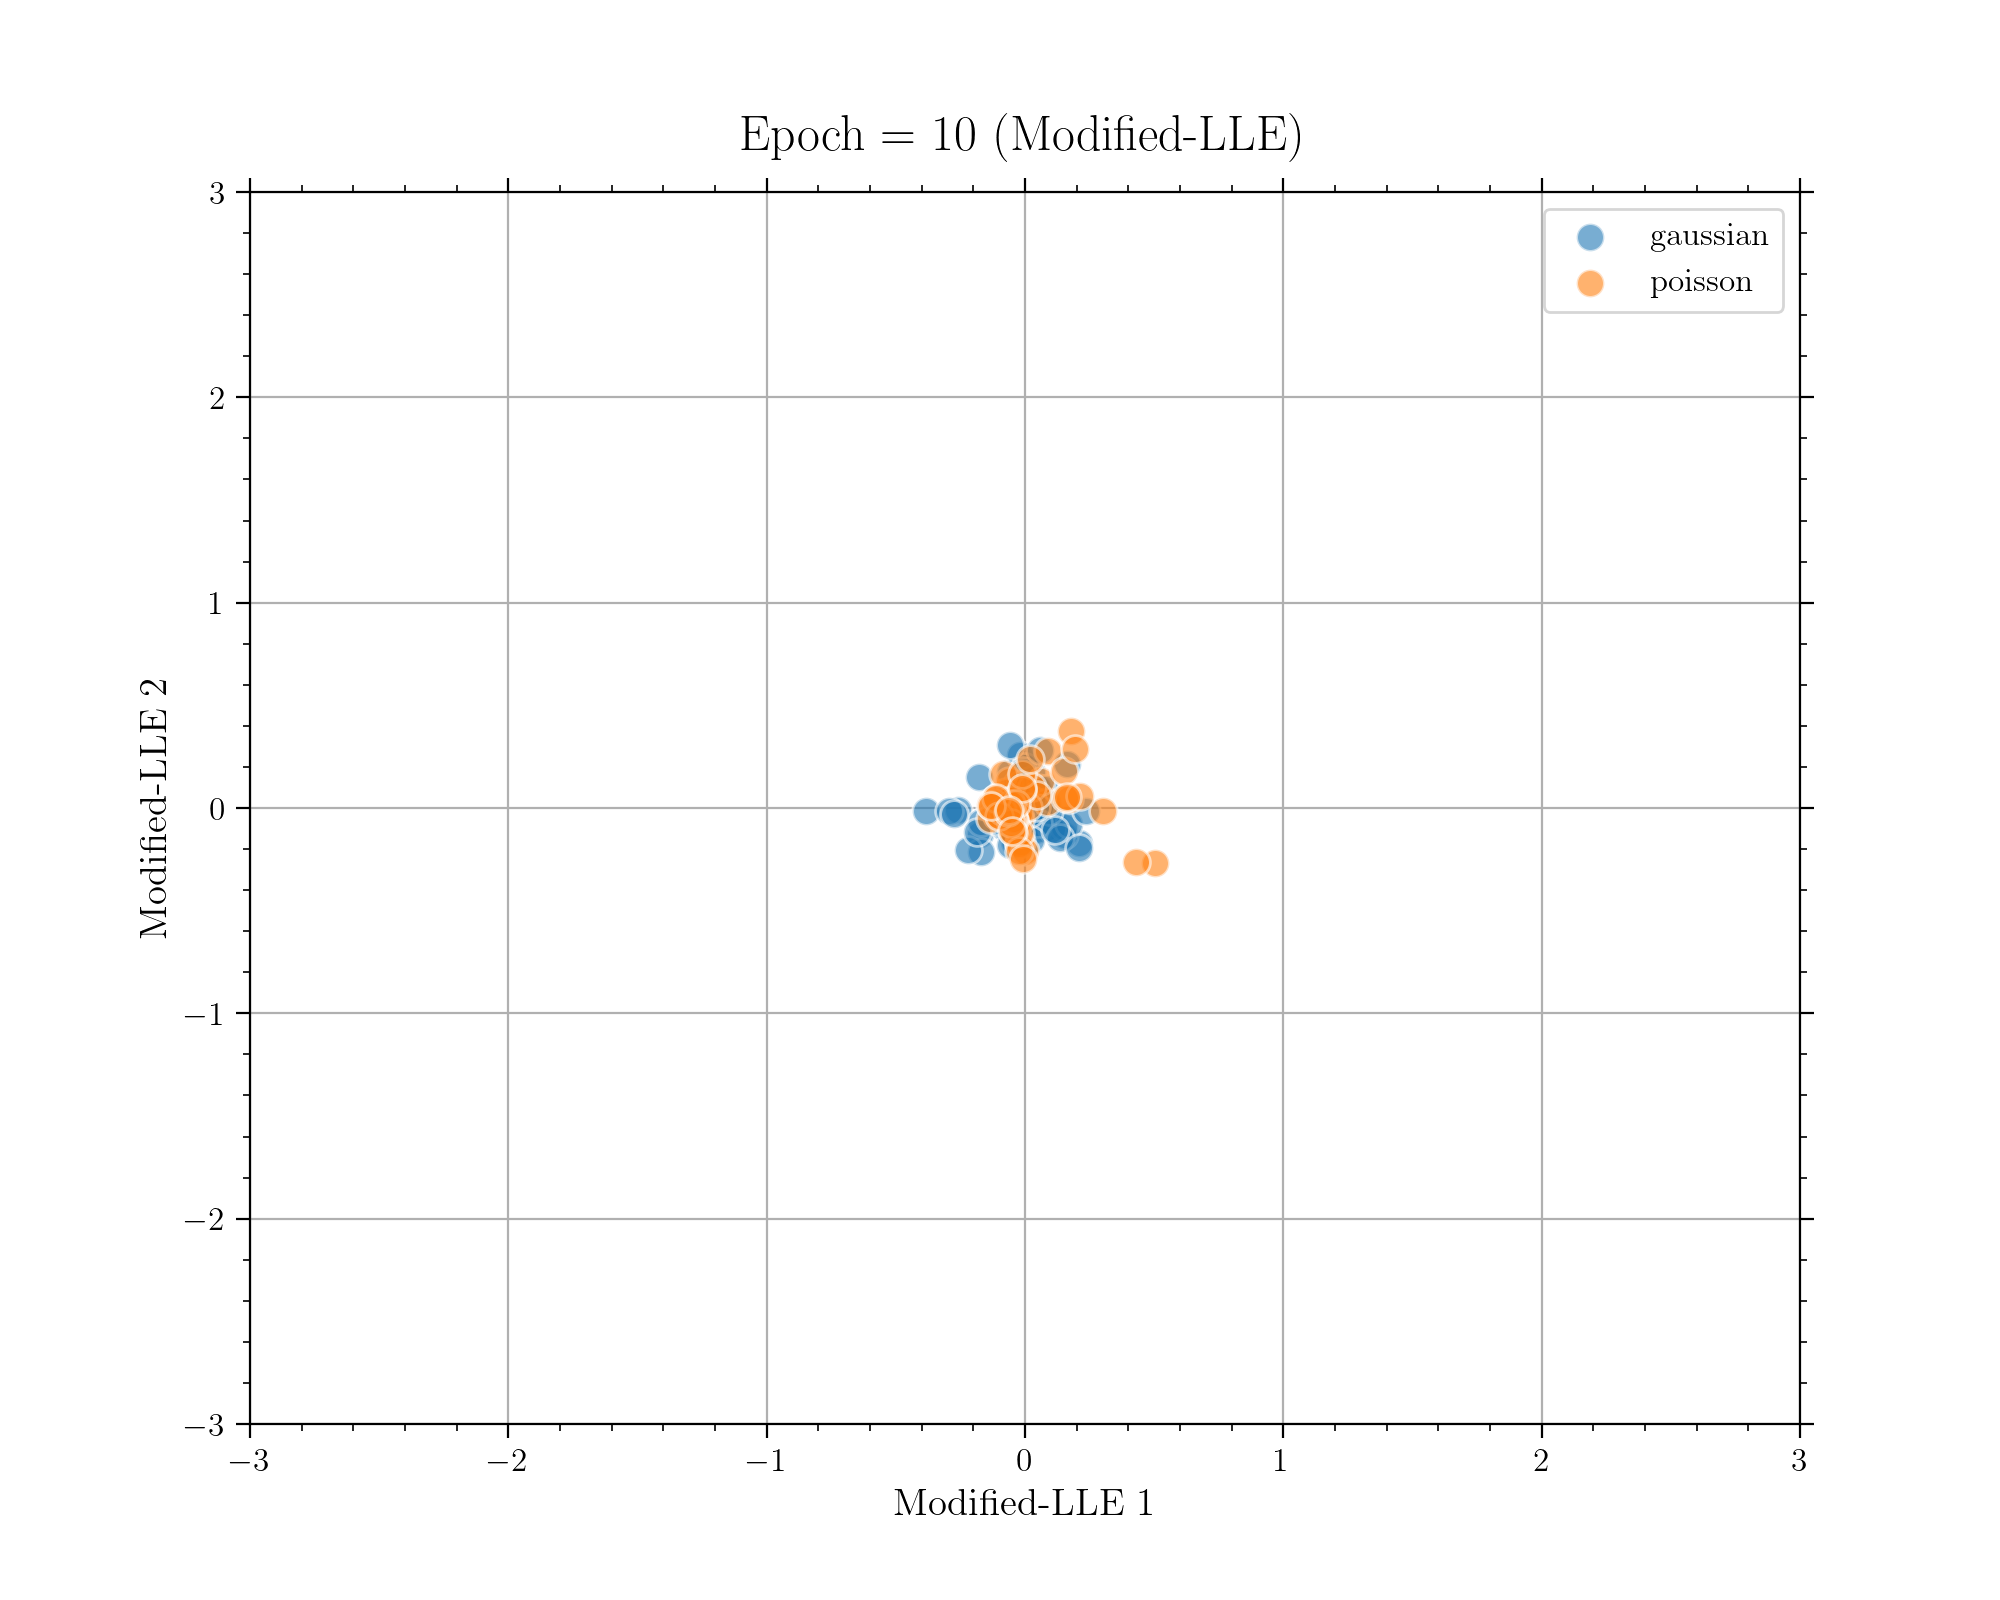 Epoch = 10 (Modified-LLE)
gaussian
poisson
3
2
1
0
−1
−2
−3
Modified-LLE 2
−3
−2
−1
0
1
2
3
Modified-LLE 1